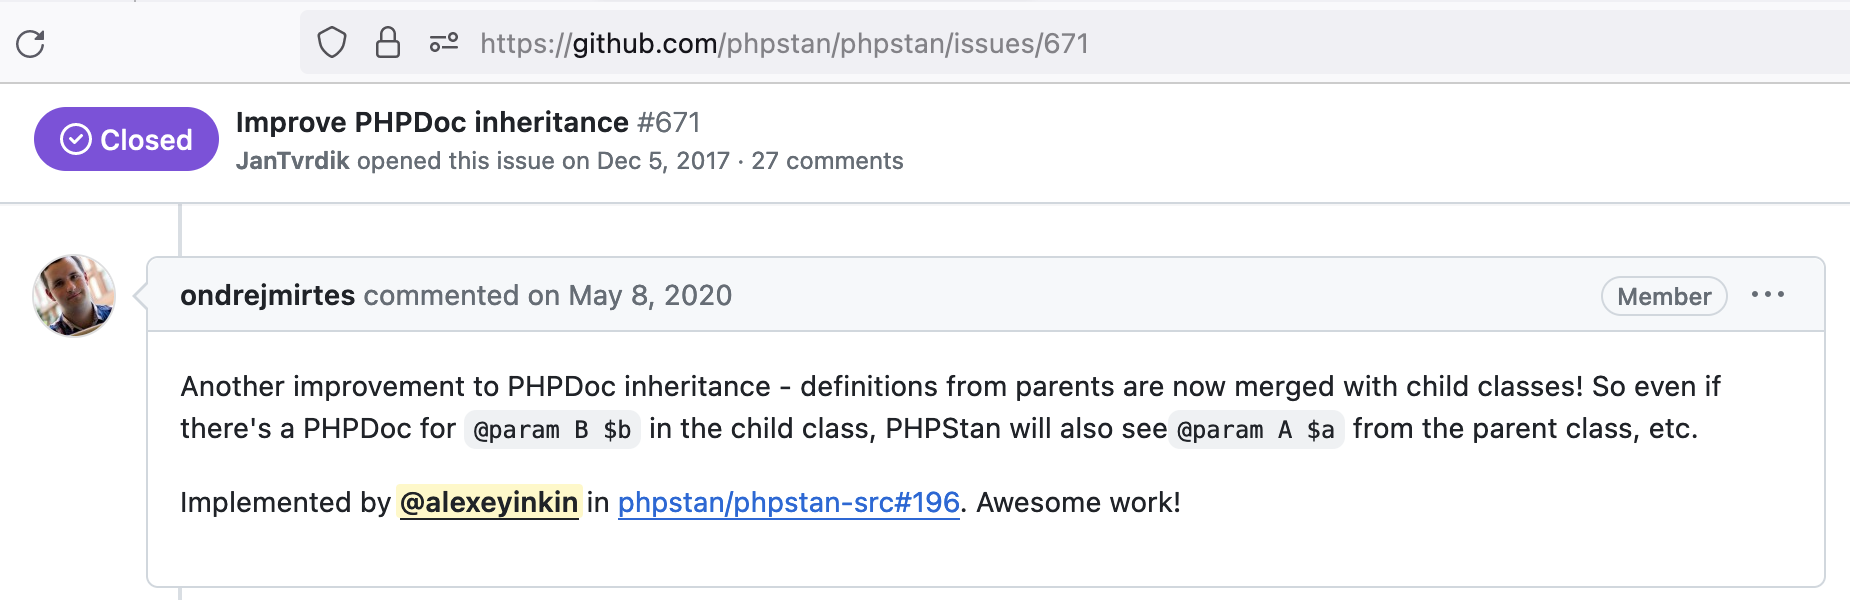 https://github.com/phpstan/phpstan/issues/671
Closed
Improve PHPDoc inheritance #671
JanTvrdik opened this issue on Dec 5, 2017 · 27 comments
ondrejmirtes commented on May 8, 2020
Member
Another improvement to PHPDoc inheritance - definitions from parents are now merged with child classes! So even if
there's a PHPDoc for @param B $b in the child class, PHPStan will also see @param A $a from the parent class, etc.
Implemented by @alexeyinkin in phpstan/phpstan-src#196. Awesome work!